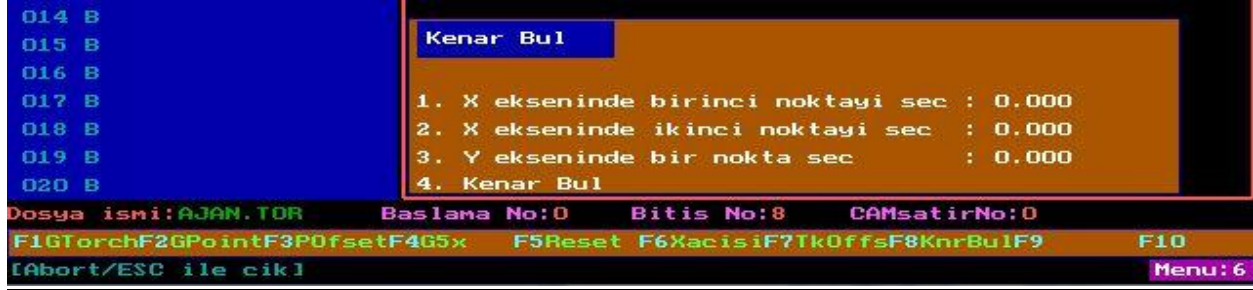 014 B
015 B
016 B
017 B
018 B
019 B
020 B
Kenar Bul
1. X ekseninde birinci noktayi sec : 0.000
2. X ekseninde ikinci noktayi sec : 0.000
3. Y ekseninde bir nokta sec : 0.000
4. Kenar Bul
Dosya ismi:AJAN.TOR Baslama No:0 Bitis No:8 CAMsatirNo:0
F1GTorchF2GPointF3POfsetF4G5x F5Reset F6XacisiF7TkOffsF8KnrBulF9 F10
[Abort/ESC ile cik] Menu:6